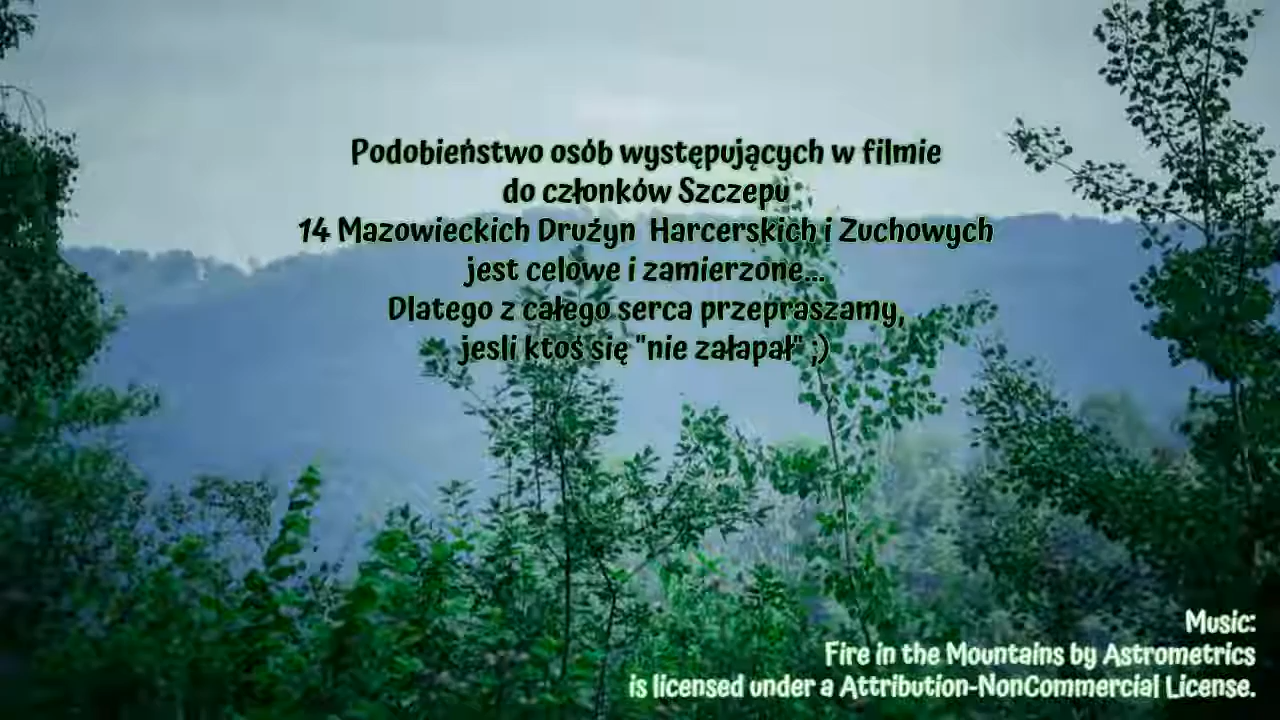 Podobieństwo osób występujących w filmie
do członków Szczepu
14 Mazowieckich Drużyn Harcerskich i Zuchowych
jest celowe i zamierzone...
Dlatego z całego serca przepraszamy,
jesli ktoś się "nie załapał" ;)
Music:
Fire in the Mountains by Astrometrics
is licensed under a Attribution-NonCommercial License.